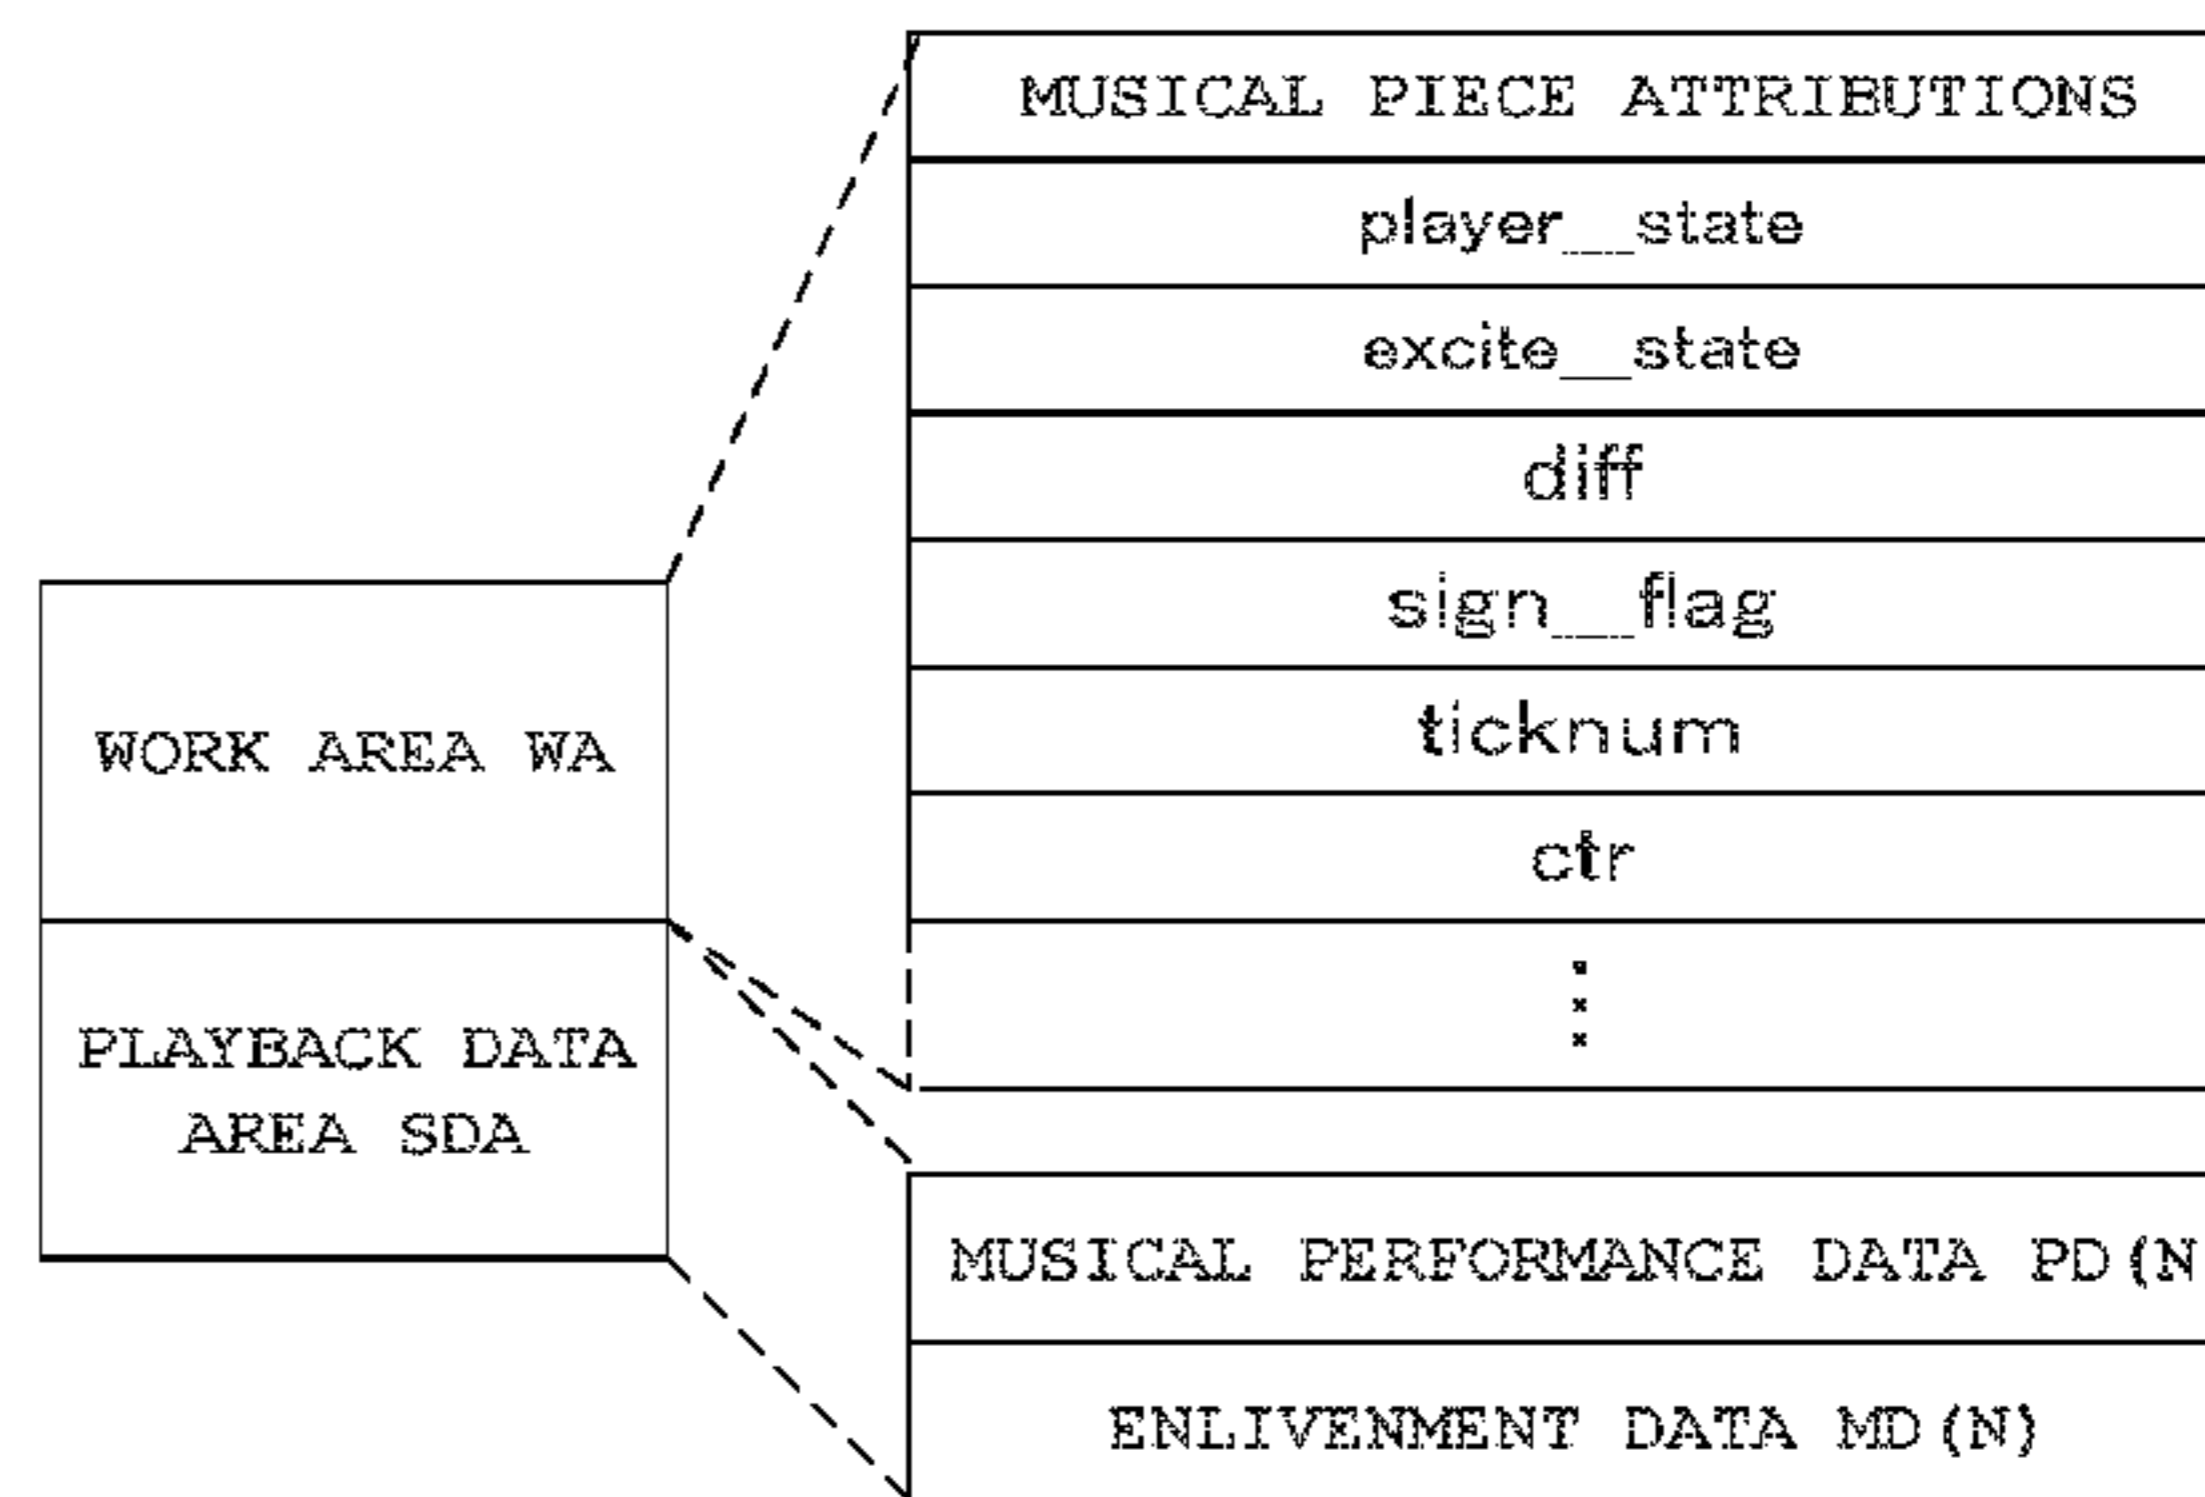 MUSICAL PIECE ATTRIBUTIONS
player__state
excite__state
diff
sign__flag
ticknum
ctr
WORK AREA WA
PLAYBACK DATA
AREA SDA
MUSICAL PERFORMANCE DATA PD(N
ENLIVENMENT DATA MD(N)